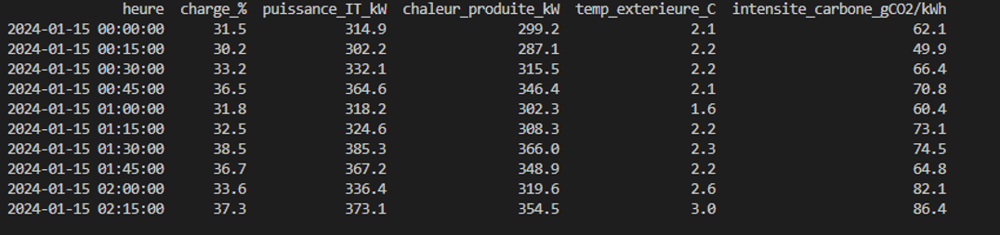 heure charge_% puissance_IT_kW chaleur_produite_kW temp_exterieure_C intensite_carbone_gCO2/kWh
2024-01-15 00:00:00 31.5 314.9 299.2 2.1 62.1
2024-01-15 00:15:00 30.2 302.2 287.1 2.2 49.9
2024-01-15 00:30:00 33.2 332.1 315.5 2.2 66.4
2024-01-15 00:45:00 36.5 364.6 346.4 2.1 70.8
2024-01-15 01:00:00 31.8 318.2 302.3 1.6 60.4
2024-01-15 01:15:00 32.5 324.6 308.3 2.2 73.1
2024-01-15 01:30:00 38.5 385.3 366.0 2.3 74.5
2024-01-15 01:45:00 36.7 367.2 348.9 2.2 64.8
2024-01-15 02:00:00 33.6 336.4 319.6 2.6 82.1
2024-01-15 02:15:00 37.3 373.1 354.5 3.0 86.4